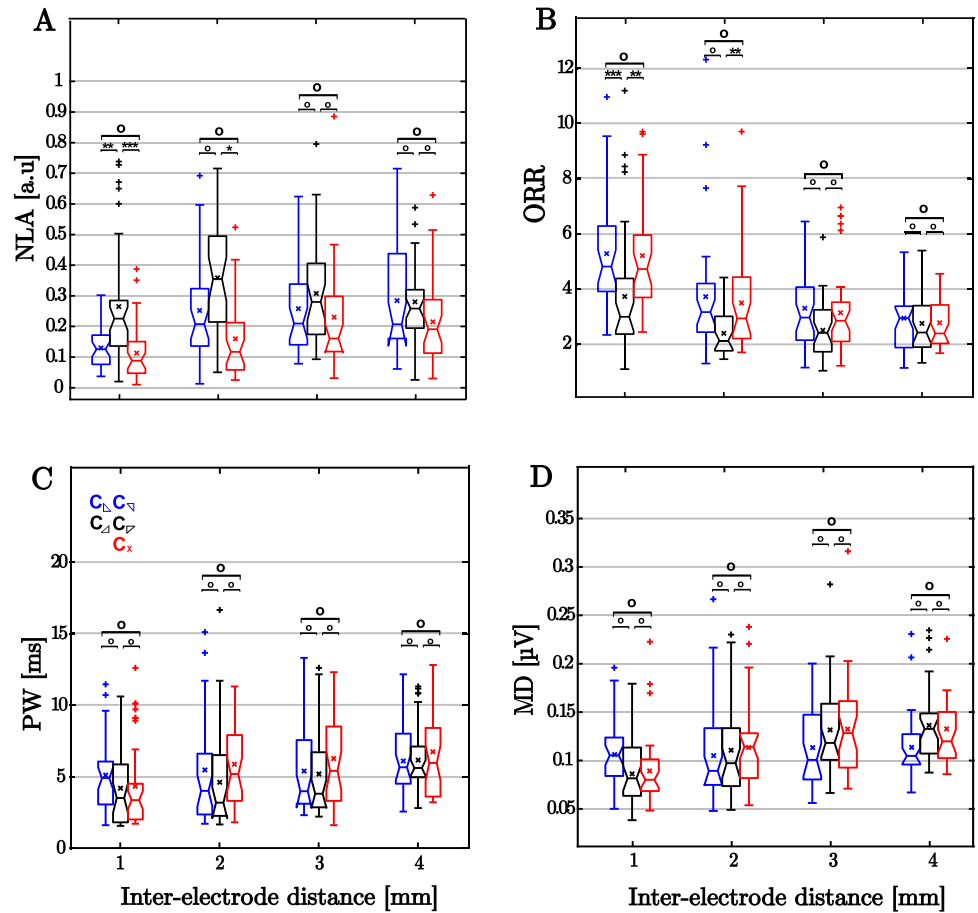 A
NLA [a.u]
1
0.9
0.8
0.7
0.6
0.5
0.4
0.3
0.2
0.1
0
o
** ***
o
o *
o
o o
o
o o
B
ORR
12
10
8
6
4
2
o
*** **
o
o **
o
o o
o
o o
C
PW [ms]
20
15
10
5
0
C◺ C◹
C◿ C◸
Cx
o
o o
o
o o
o
o o
o
o o
1 2 3 4
Inter-electrode distance [mm]
D
MD [µV]
0.35
0.3
0.25
0.2
0.15
0.1
0.05
o
o o
o
o o
o
o o
o
o o
1 2 3 4
Inter-electrode distance [mm]